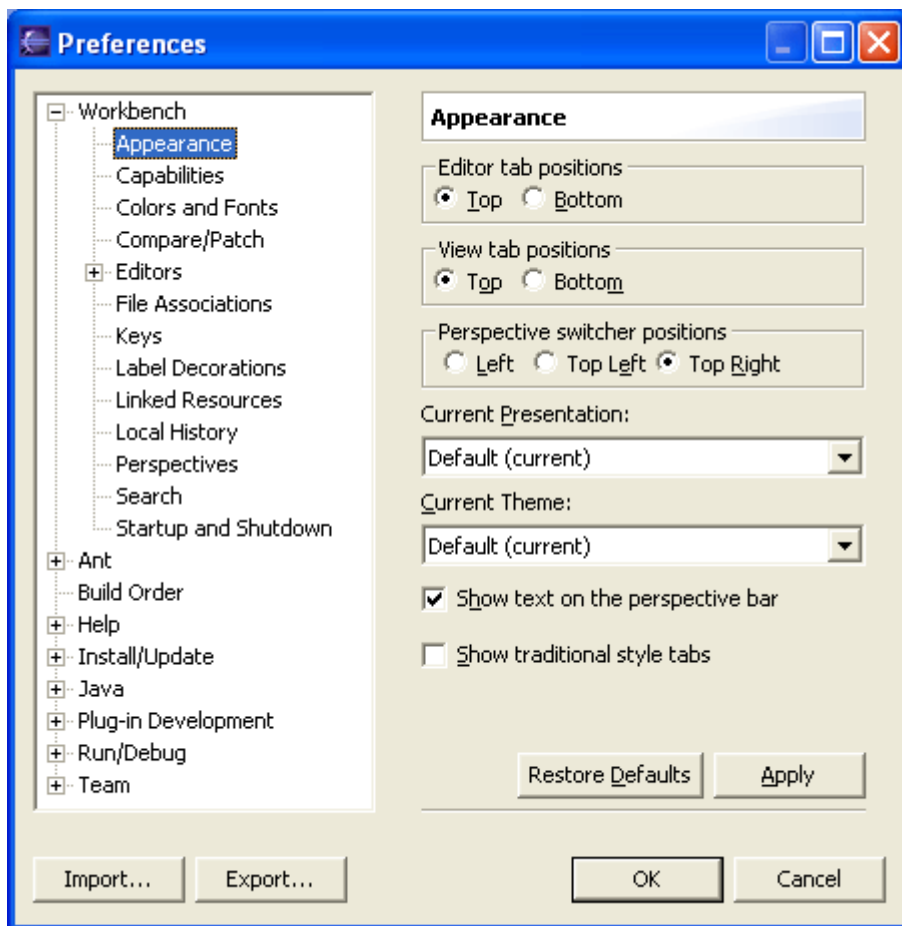 Preferences
Workbench
Appearance
Capabilities
Colors and Fonts
Compare/Patch
Editors
File Associations
Keys
Label Decorations
Linked Resources
Local History
Perspectives
Search
Startup and Shutdown
Ant
Build Order
Help
Install/Update
Java
Plug-in Development
Run/Debug
Team
Appearance
Editor tab positions
Top Bottom
View tab positions
Top Bottom
Perspective switcher positions
Left Top Left Top Right
Current Presentation:
Default (current)
Current Theme:
Default (current)
Show text on the perspective bar
Show traditional style tabs
Restore Defaults Apply
Import... Export... OK Cancel